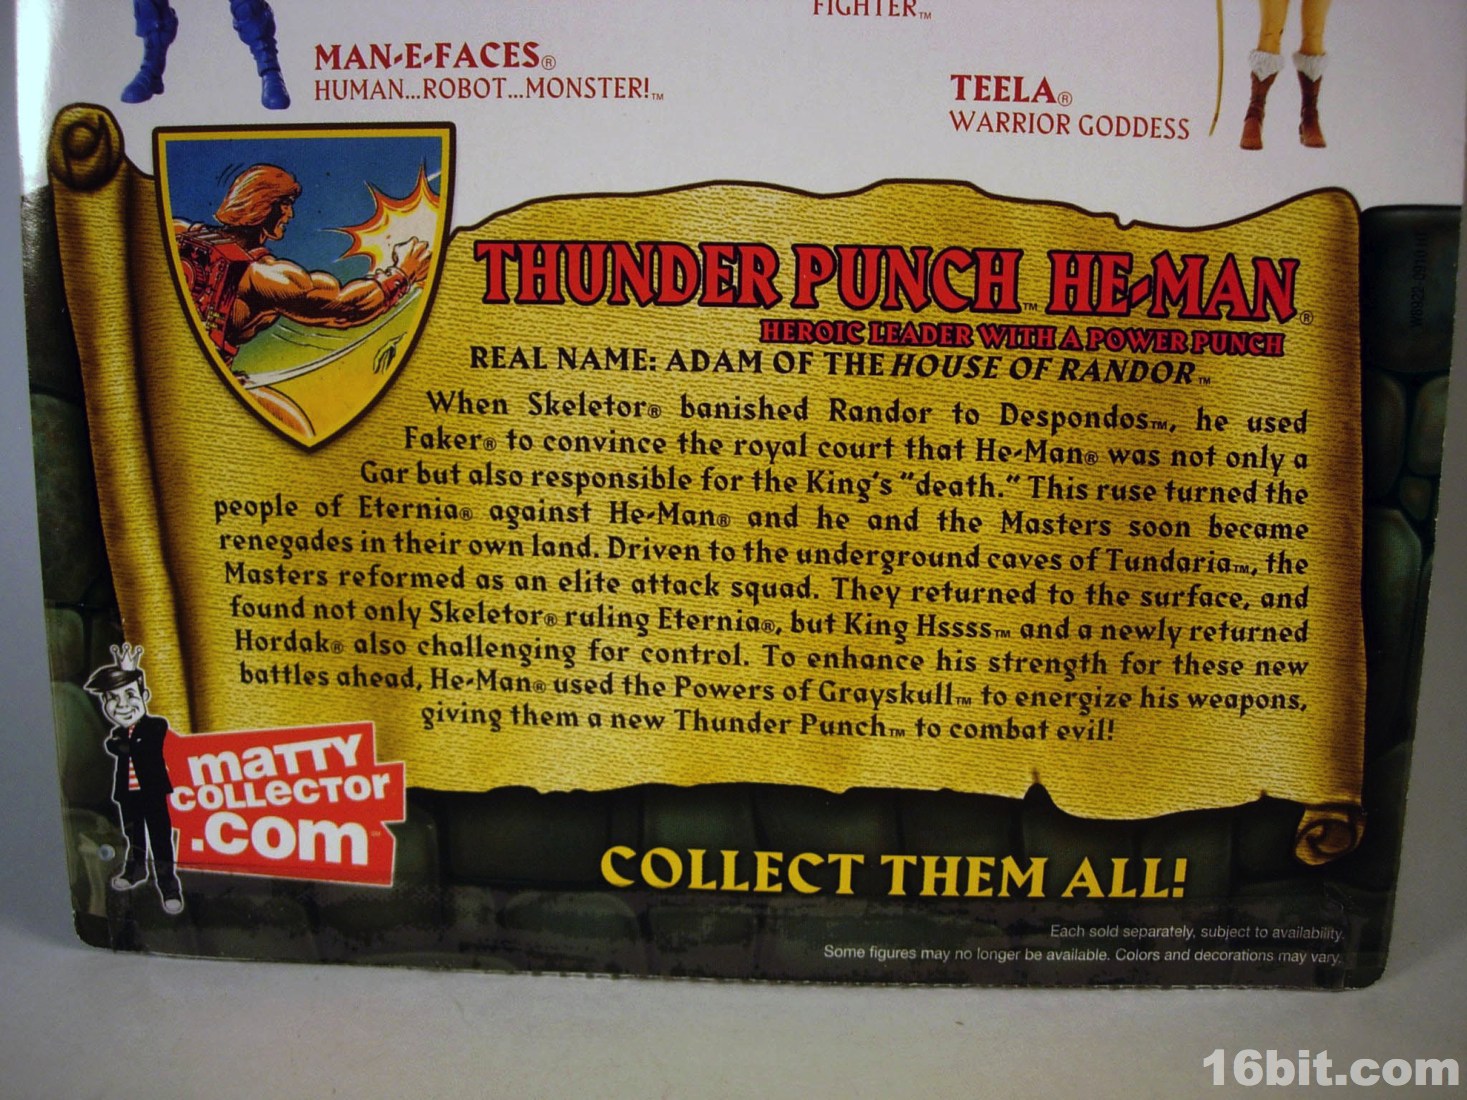 FIGHTER™
MAN-E-FACES®
HUMAN...ROBOT...MONSTER!™
TEELA®
WARRIOR GODDESS
THUNDER PUNCH™ HE-MAN®
HEROIC LEADER WITH A POWER PUNCH
REAL NAME: ADAM OF THE HOUSE OF RANDOR™
When Skeletor® banished Randor to Despondos™, he used
Faker® to convince the royal court that He-Man® was not only a
Gar but also responsible for the King's "death." This ruse turned the
people of Eternia® against He-Man® and he and the Masters soon became
renegades in their own land. Driven to the underground caves of Tundaria™, the
Masters reformed as an elite attack squad. They returned to the surface, and
found not only Skeletor® ruling Eternia®, but King Hssss™ and a newly returned
Hordak® also challenging for control. To enhance his strength for these new
battles ahead, He-Man® used the Powers of Grayskull™ to energize his weapons,
giving them a new Thunder Punch™ to combat evil!
maTTY
COLLecToR
.com™
COLLECT THEM ALL!
Each sold separately, subject to availability.
Some figures may no longer be available. Colors and decorations may vary.
16bit.com